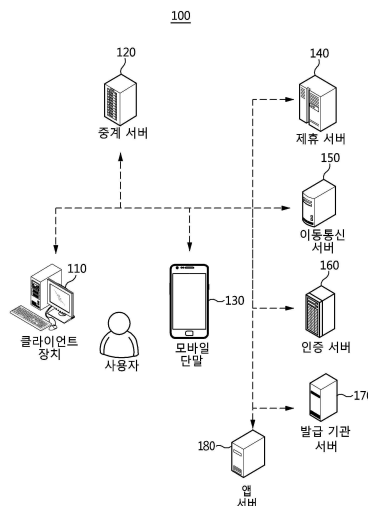 100
120
중계 서버
140
제휴 서버
150
이동통신
서버
110
클라이언트
장치
사용자
130
모바일
단말
160
인증 서버
170
발급 기관
서버
180
앱
서버